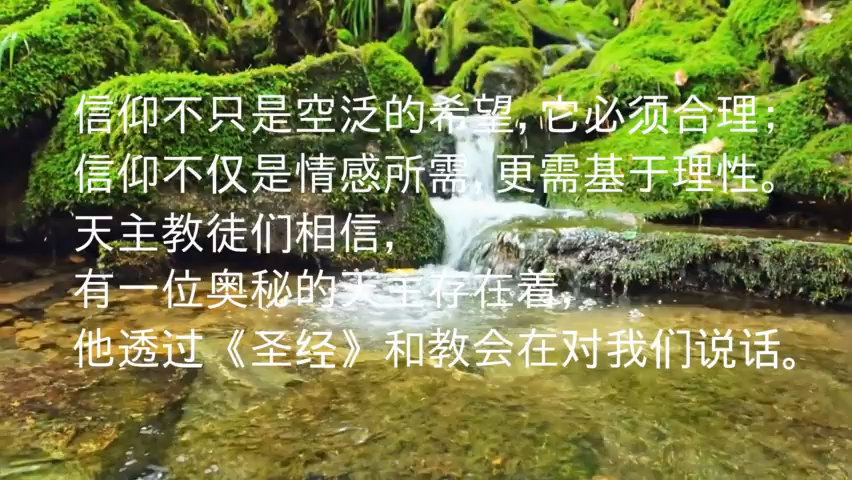 信仰不只是空泛的希望,它必须合理；
信仰不仅是情感所需,更需基于理性。
天主教徒们相信，
有一位奥秘的天主存在着，
他透过《圣经》和教会在对我们说话。